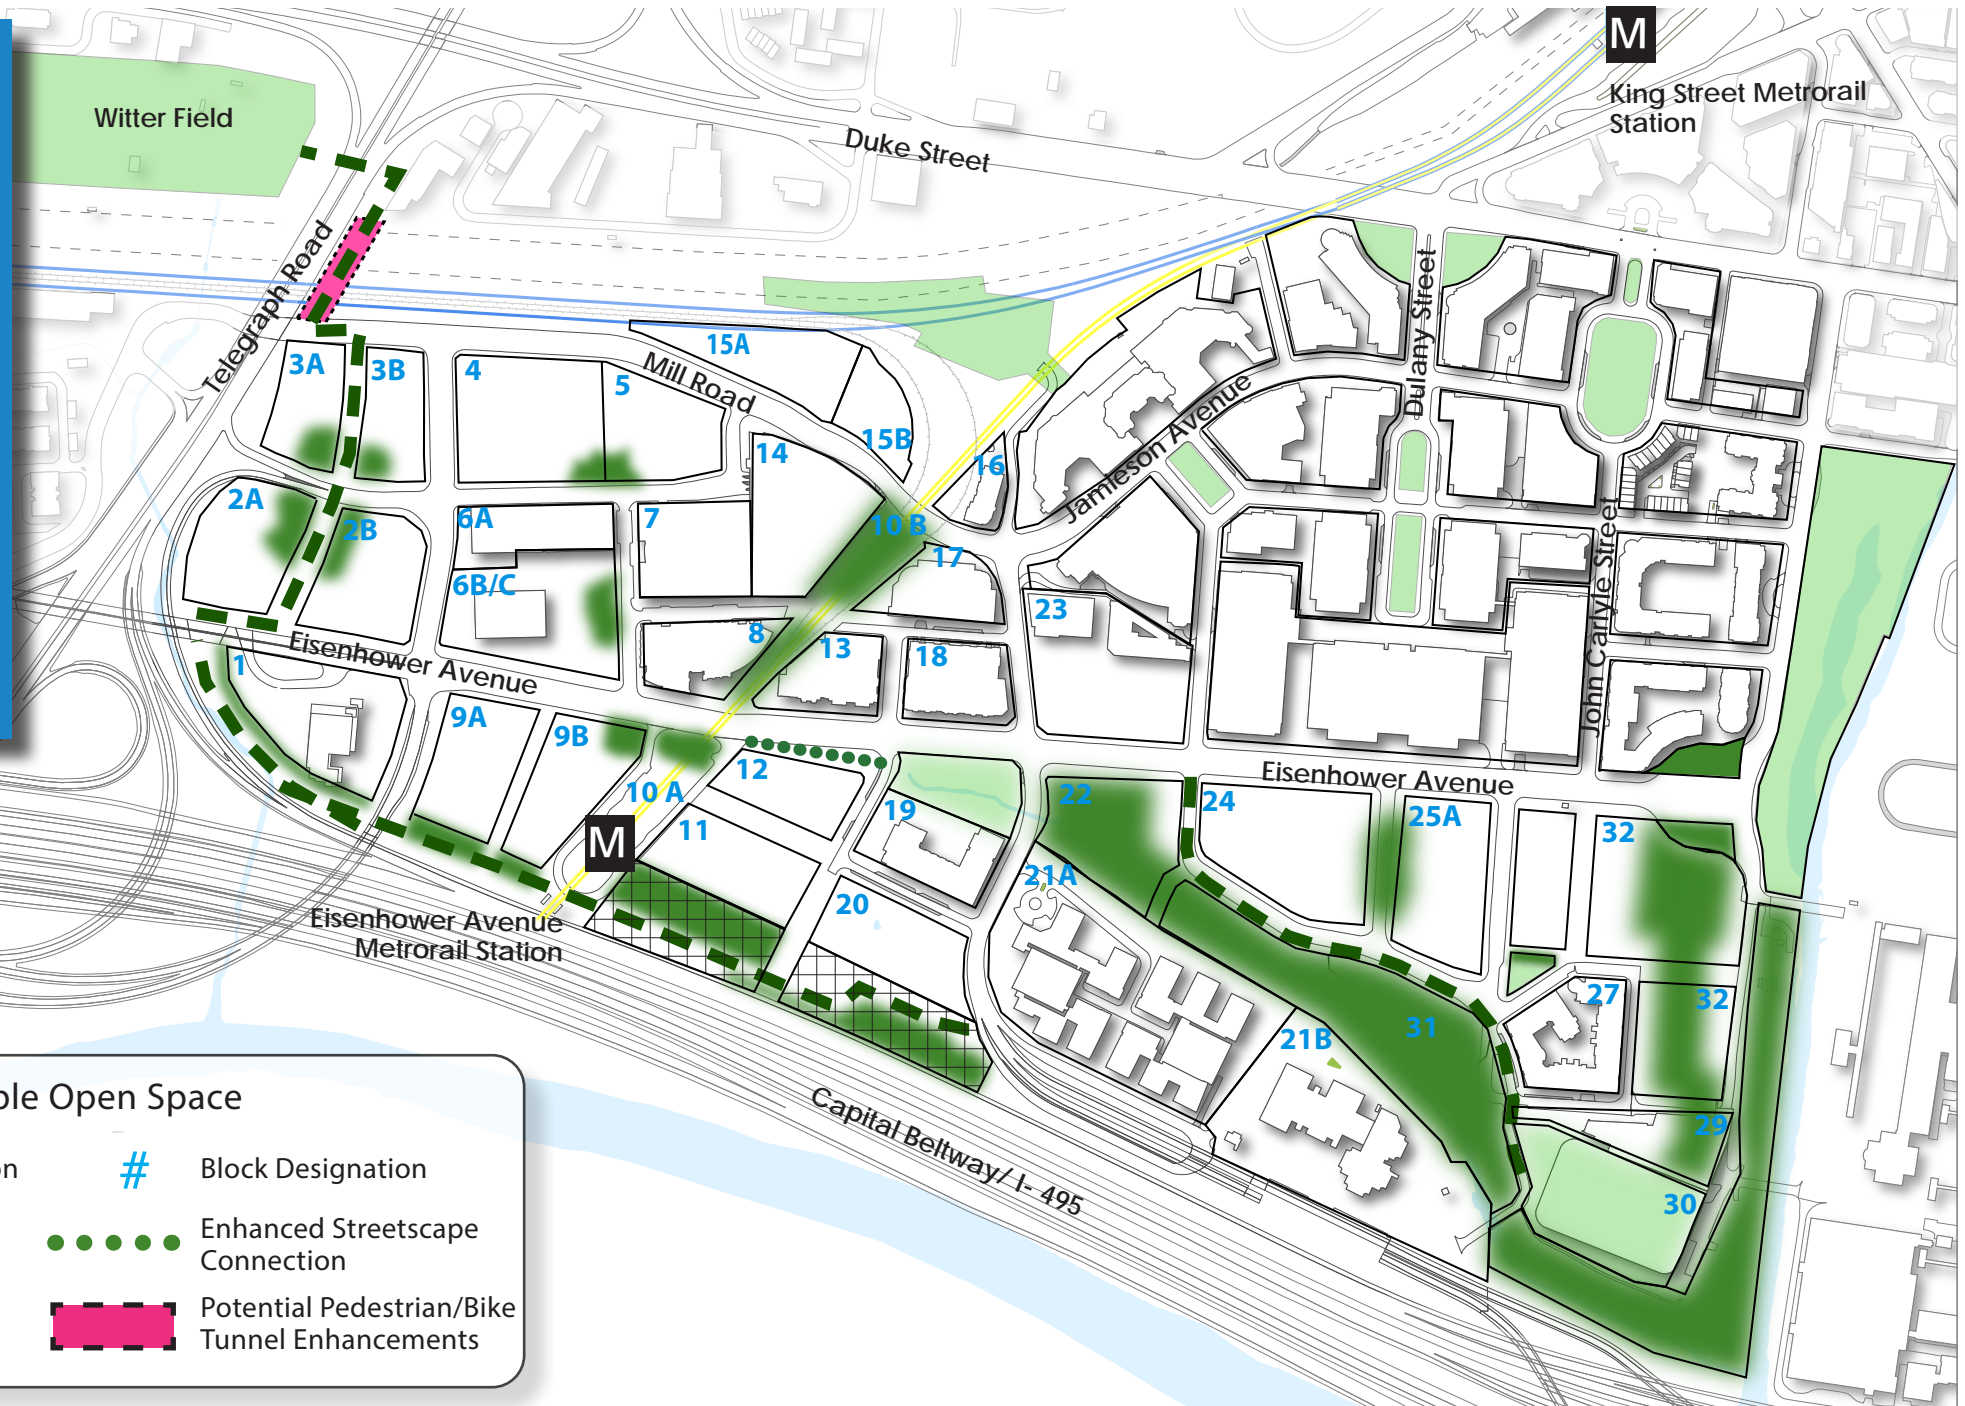 M
King Street Metrorail
Station
Witter Field
Duke Street
Telegraph Road
Dulany Street
3A
3B
4
5
Mill Road
15A
15B
14
16
Jamieson Avenue
2A
2B
6A
6B/C
7
10 B
17
John Carlyle Street
8
13
18
23
1
Eisenhower Avenue
9A
9B
10 A
12
11
19
Eisenhower Avenue
22
24
25A
32
M
21A
20
Eisenhower Avenue
Metrorail Station
27
32
31
21B
29
30
Capital Beltway/ I- 495
ble Open Space
on
#
Block Designation
Enhanced Streetscape
Connection
Potential Pedestrian/Bike
Tunnel Enhancements